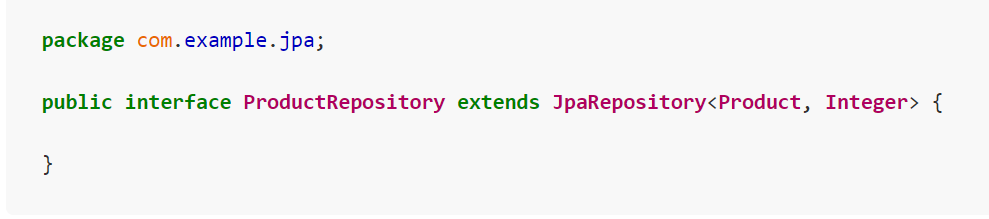 package com.example.jpa;
public interface ProductRepository extends JpaRepository<Product, Integer> {
}